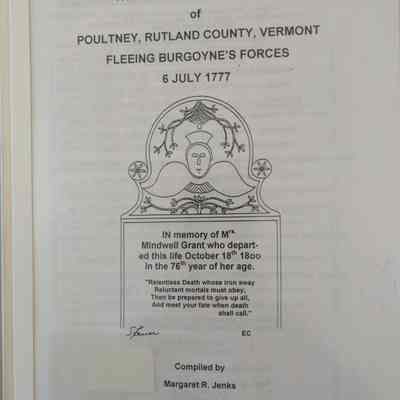 of
POULTNEY, RUTLAND COUNTY, VERMONT
FLEEING BURGOYNE'S FORCES
6 JULY 1777
IN memory of Mrs.
Mindwell Grant who depart-
ed this life October 18th 18oo
in the 76th year of her age.
"Relentless Death whose iron sway
Reluctant mortals must obey,
Then be prepared to give up all,
And meet your fate when death
shall call."
EC
Compiled by
Margaret R. Jenks